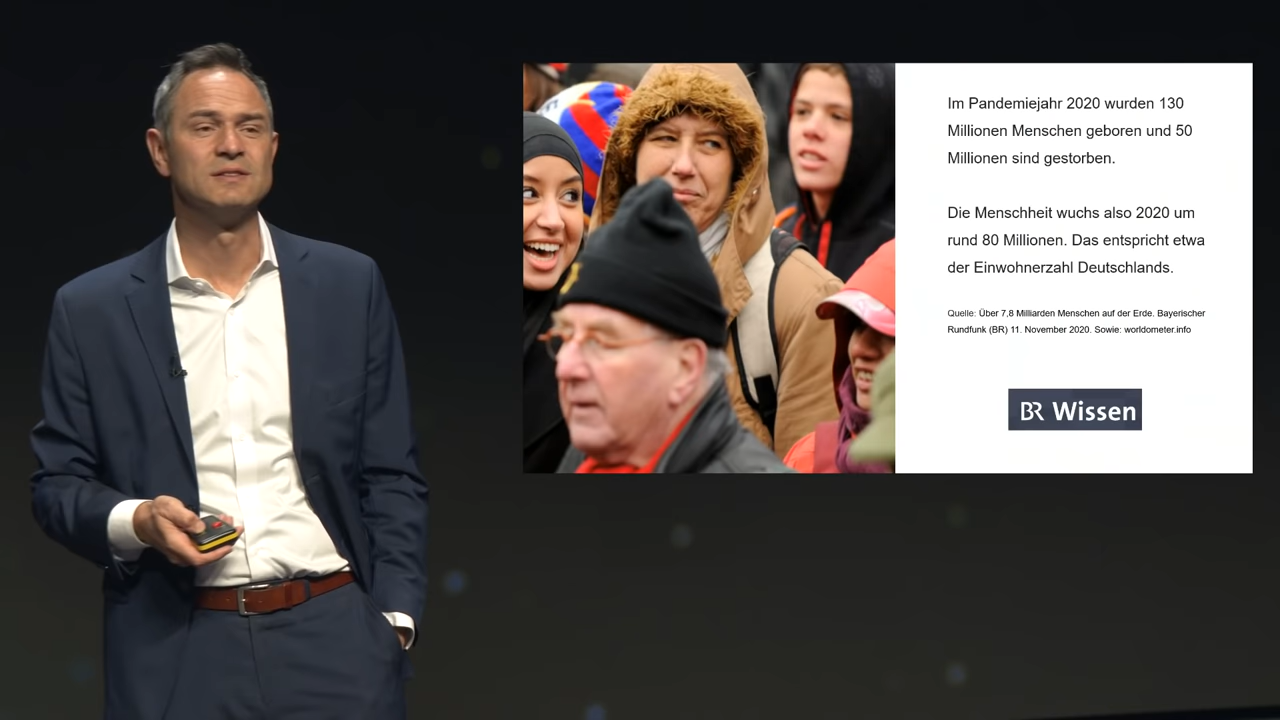 Im Pandemiejahr 2020 wurden 130
Millionen Menschen geboren und 50
Millionen sind gestorben.
Die Menschheit wuchs also 2020 um
rund 80 Millionen. Das entspricht etwa
der Einwohnerzahl Deutschlands.
Quelle: Über 7,8 Milliarden Menschen auf der Erde. Bayerischer
Rundfunk (BR) 11. November 2020. Sowie: worldometer.info
BR Wissen